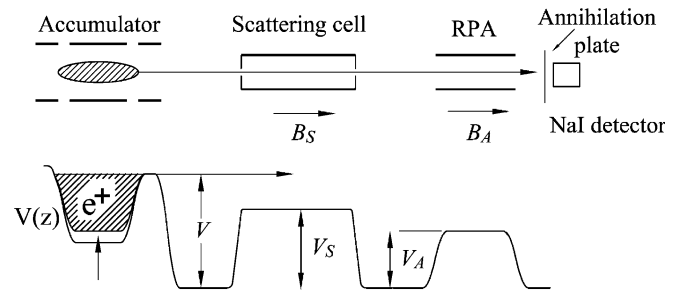 Accumulator
Scattering cell
RPA
Annihilation
plate
B_S
B_A
NaI detector
e⁺
V(z)
V
V_S
V_A